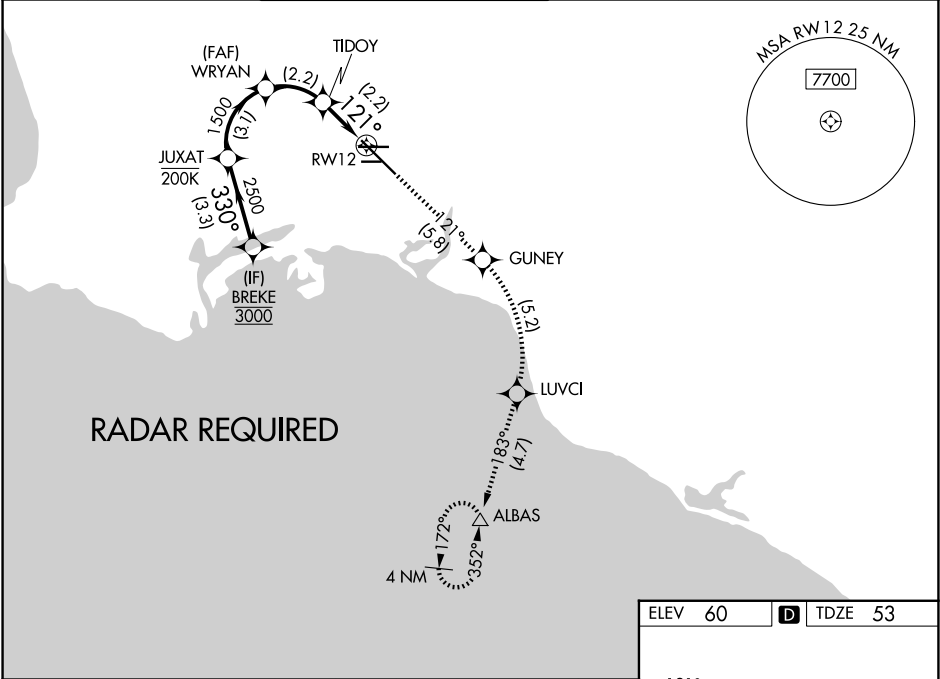 MSA RW12 25 NM
7700
TIDOY
(FAF)
WRYAN
(2.2)
(2.2)
121°
1500
(3.1)
JUXAT
200K
RW12
2500
330°
(3.3)
(IF)
BREKE
3000
121°
(5.8)
GUNEY
(5.2)
LUVCI
RADAR REQUIRED
183°
(4.7)
ALBAS
172°
352°
4 NM
ELEV 60 D TDZE 53